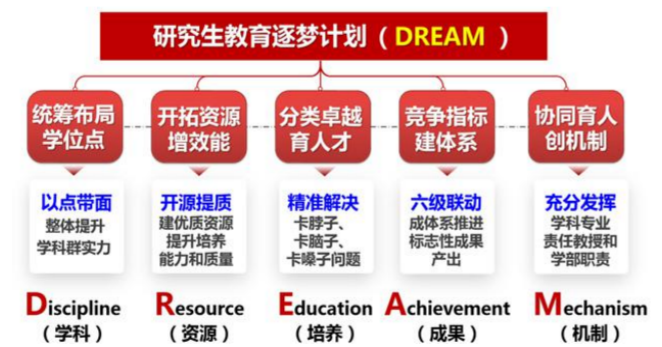 研究生教育逐梦计划（DREAM ）
统筹布局
学位点
开拓资源
增效能
分类卓越
育人才
竞争指标
建体系
协同育人
创机制
以点带面
整体提升
学科群实力
开源提质
建优质资源
提升培养
能力和质量
精准解决
卡脖子、
卡脑子、
卡嗓子问题
六级联动
成体系推进
标志性成果
产出
充分发挥
学科专业
责任教授和
学部职责
Discipline
（学科）
Resource
（资源）
Education
（培养）
Achievement
（成果）
Mechanism
（机制）